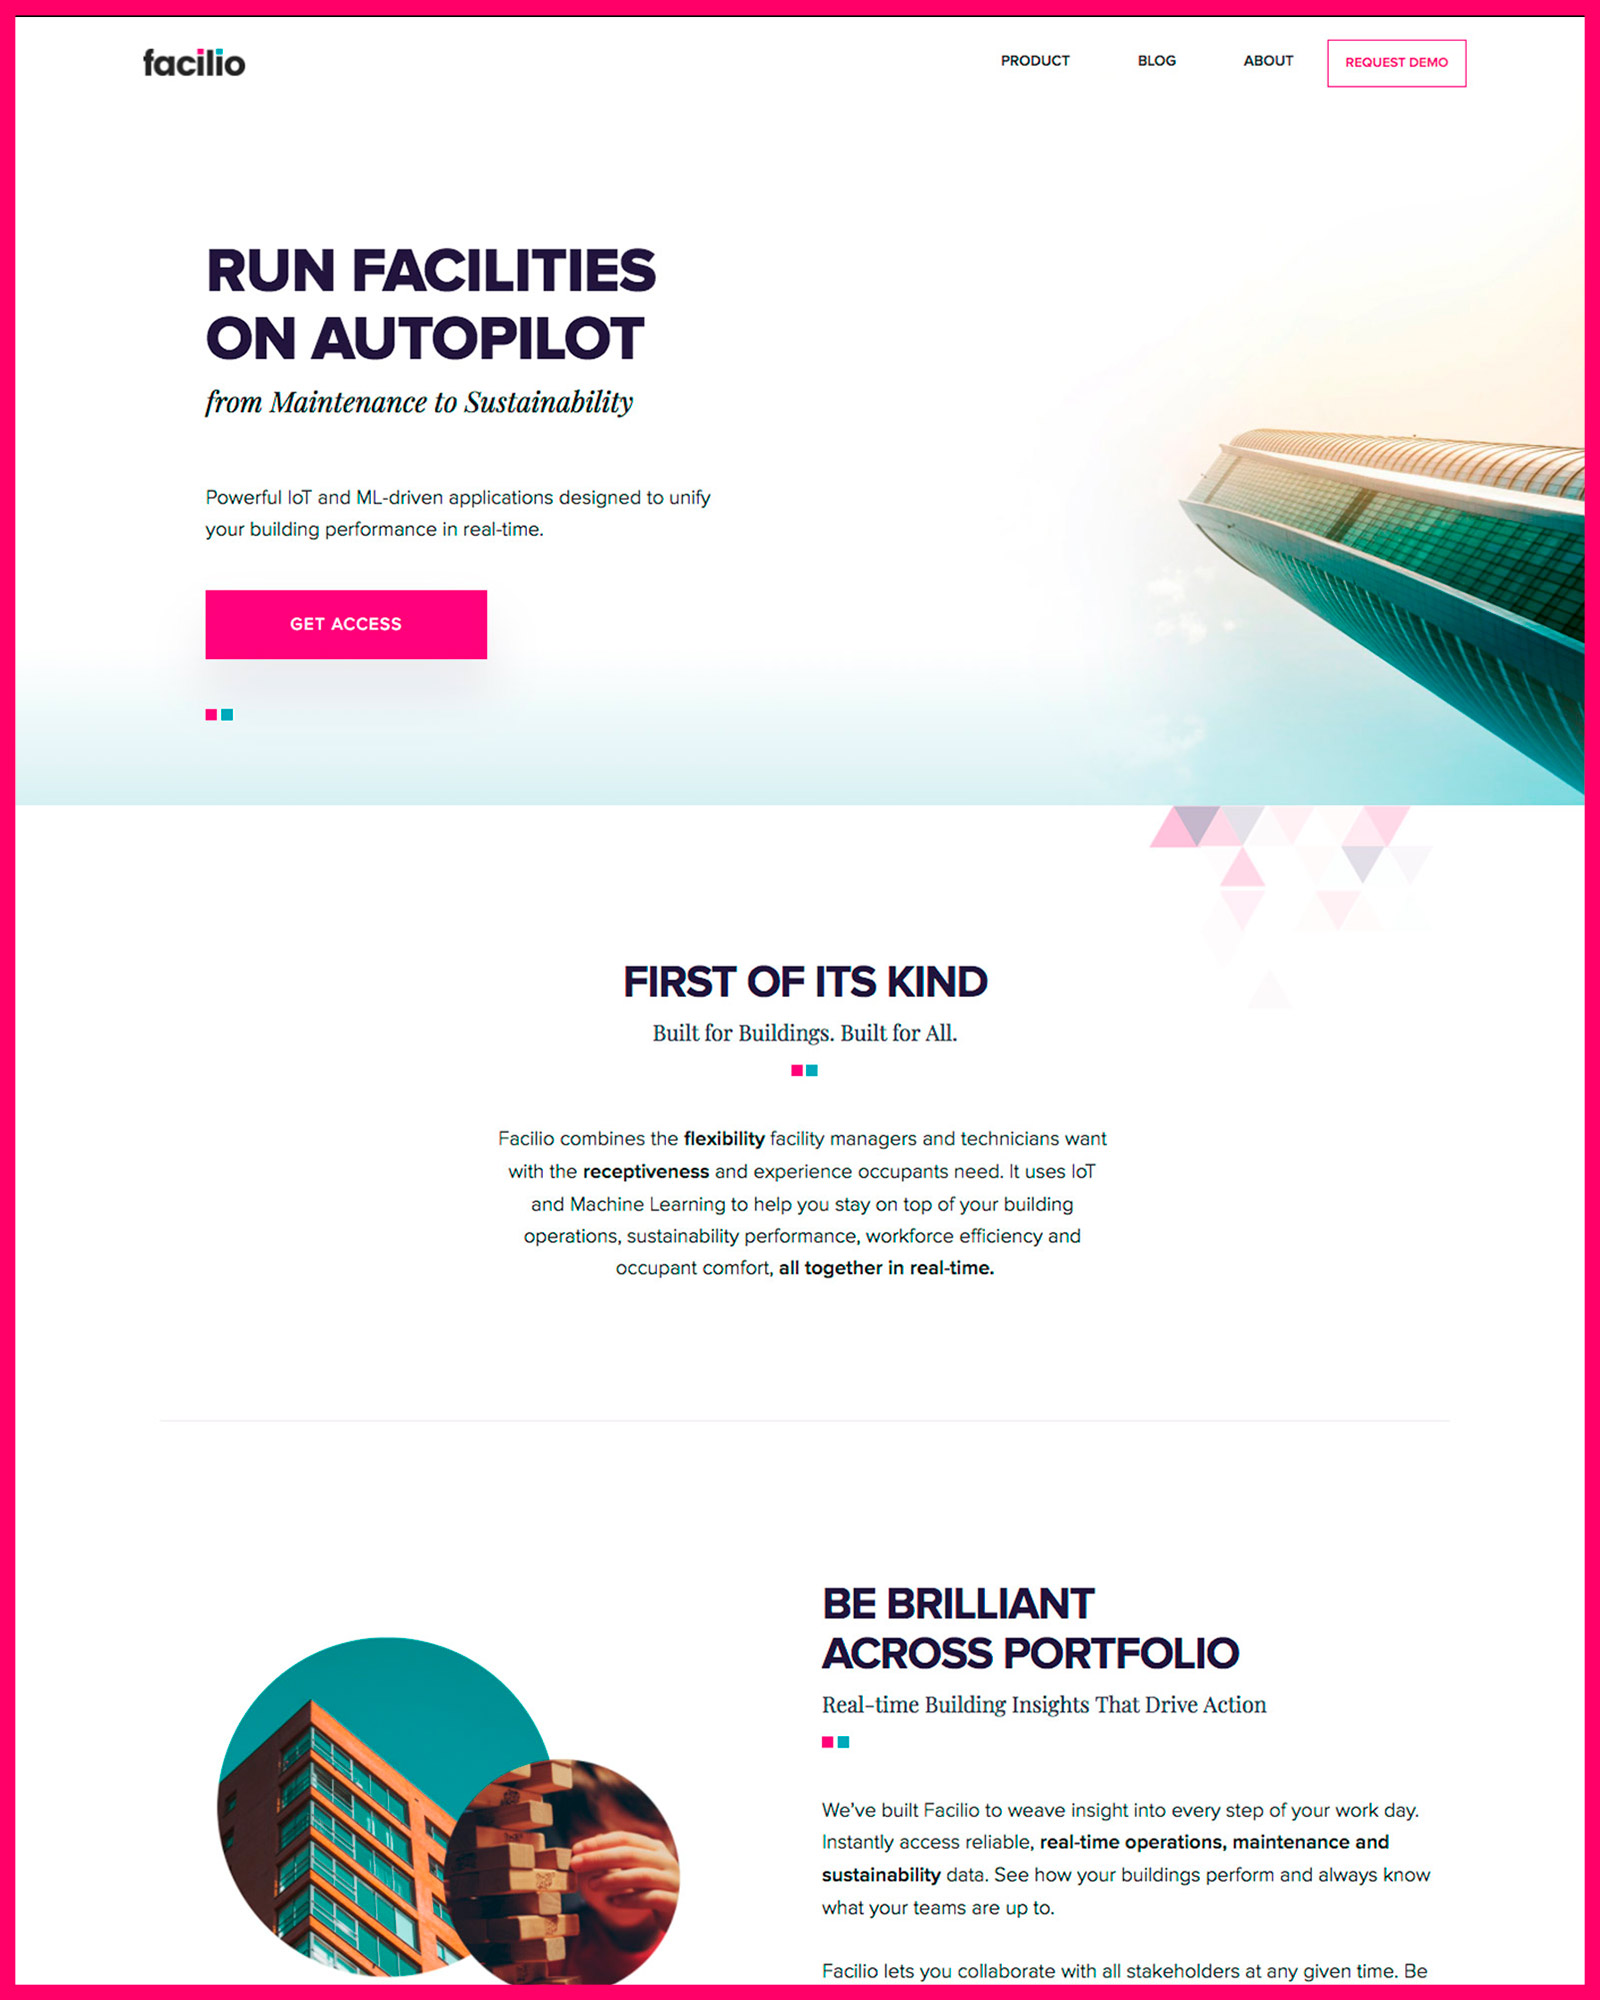 facilio
PRODUCT
BLOG
ABOUT
REQUEST DEMO
RUN FACILITIES
ON AUTOPILOT
from Maintenance to Sustainability
Powerful IoT and ML-driven applications designed to unify
your building performance in real-time.
GET ACCESS
FIRST OF ITS KIND
Built for Buildings. Built for All.
Facilio combines the flexibility facility managers and technicians want
with the receptiveness and experience occupants need. It uses IoT
and Machine Learning to help you stay on top of your building
operations, sustainability performance, workforce efficiency and
occupant comfort, all together in real-time.
BE BRILLIANT
ACROSS PORTFOLIO
Real-time Building Insights That Drive Action
We've built Facilio to weave insight into every step of your work day.
Instantly access reliable, real-time operations, maintenance and
sustainability data. See how your buildings perform and always know
what your teams are up to.
Facilio lets you collaborate with all stakeholders at any given time. Be